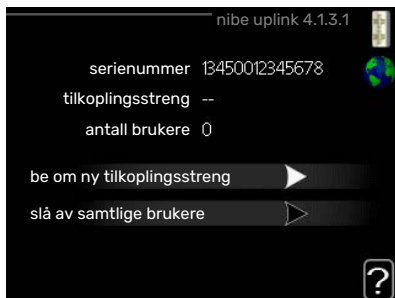 nibe uplink 4.1.3.1
serienummer 13450012345678
tilkoplingsstreng --
antall brukere 0
be om ny tilkoplingsstreng
slå av samtlige brukere
?